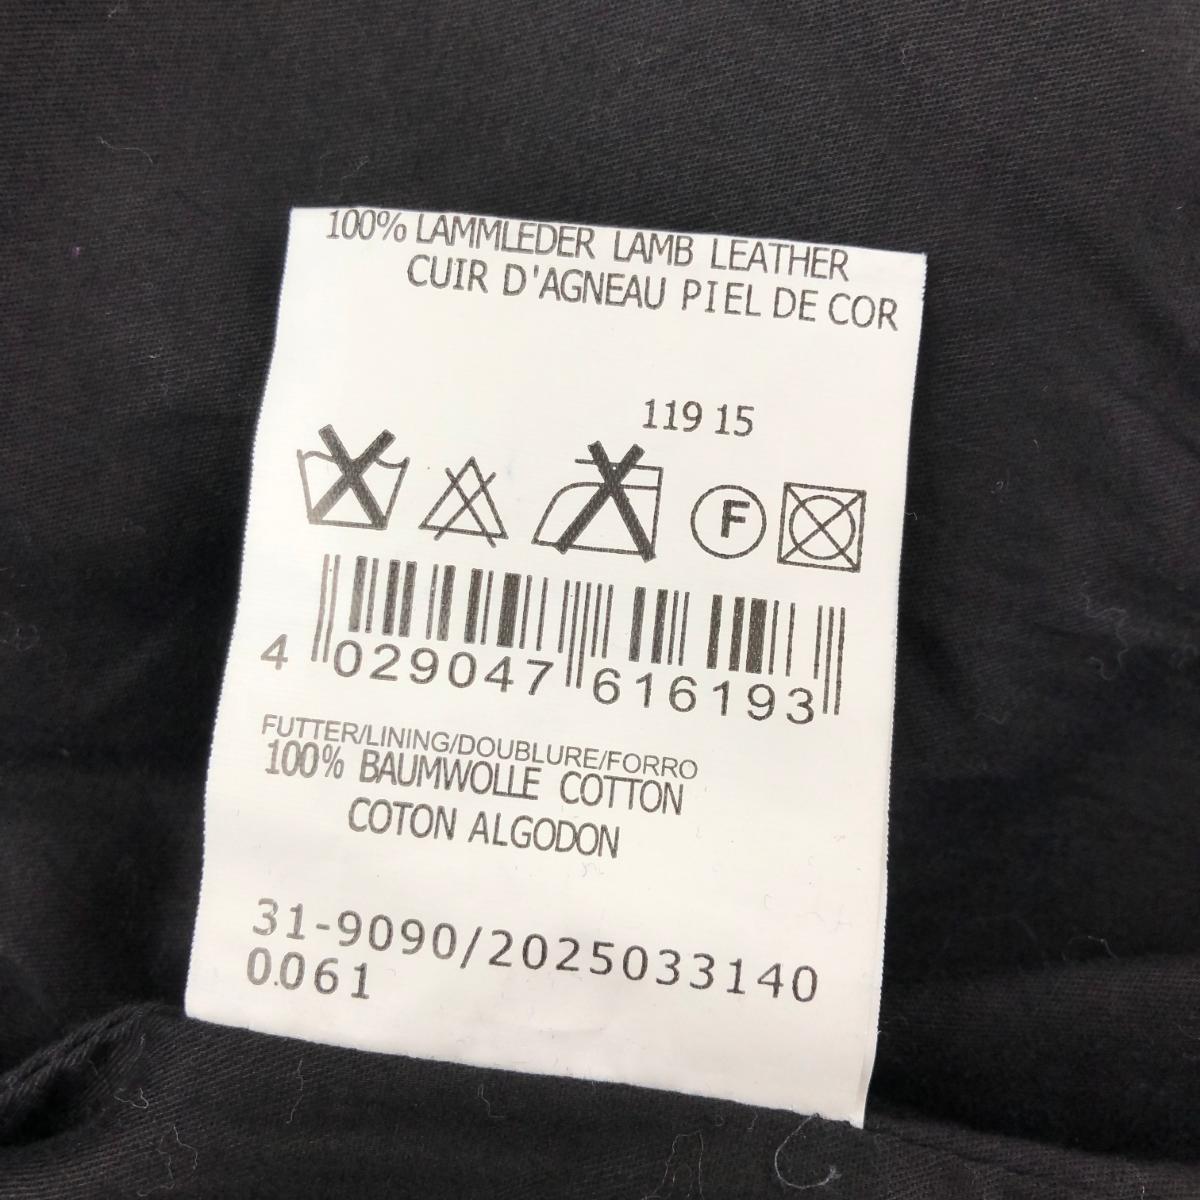 100% LAMMLEDER LAMB LEATHER
CUIR D'AGNEAU PIEL DE COR
119 15
F
4 029047 616193
FUTTER/LINING/DOUBLURE/FORRO
100% BAUMWOLLE COTTON
COTON ALGODON
31-9090/2025033140
0.061